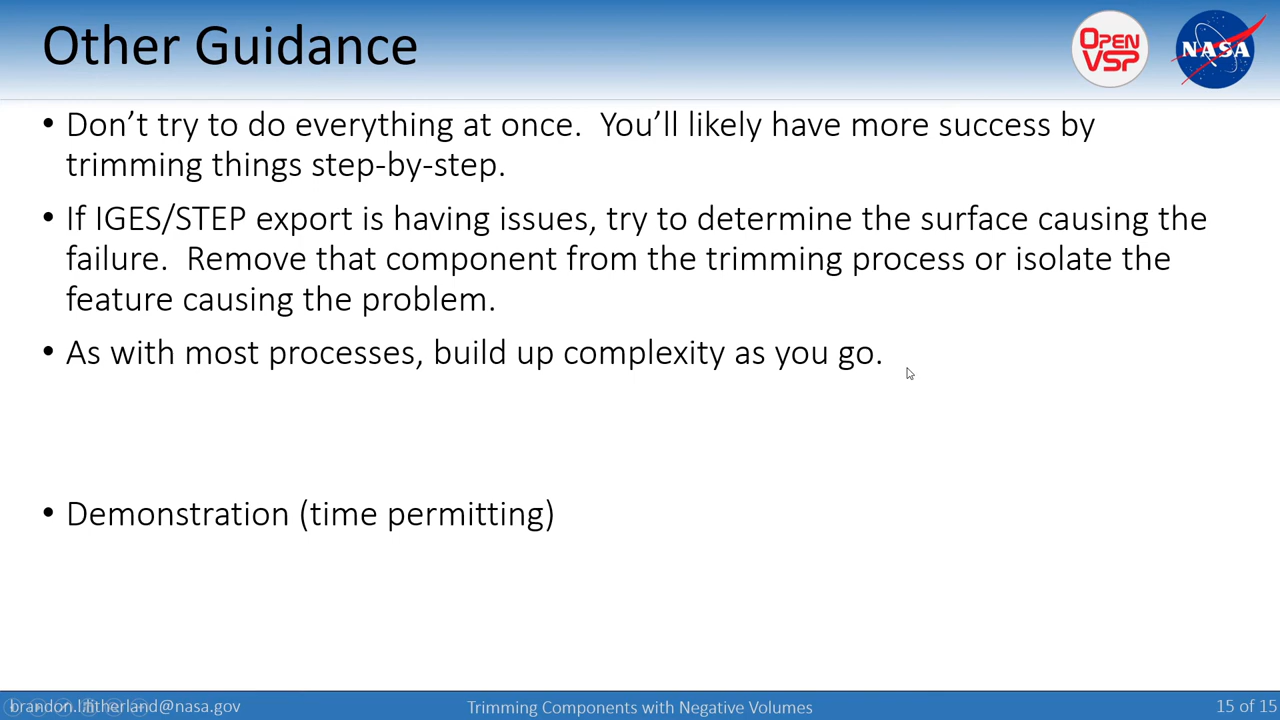 Other Guidance
OPEN
VSP
NASA
• Don't try to do everything at once.  You'll likely have more success by
trimming things step-by-step.
• If IGES/STEP export is having issues, try to determine the surface causing the
failure.  Remove that component from the trimming process or isolate the
feature causing the problem.
• As with most processes, build up complexity as you go.
• Demonstration (time permitting)
brandon.litherland@nasa.gov
Trimming Components with Negative Volumes
15 of 15